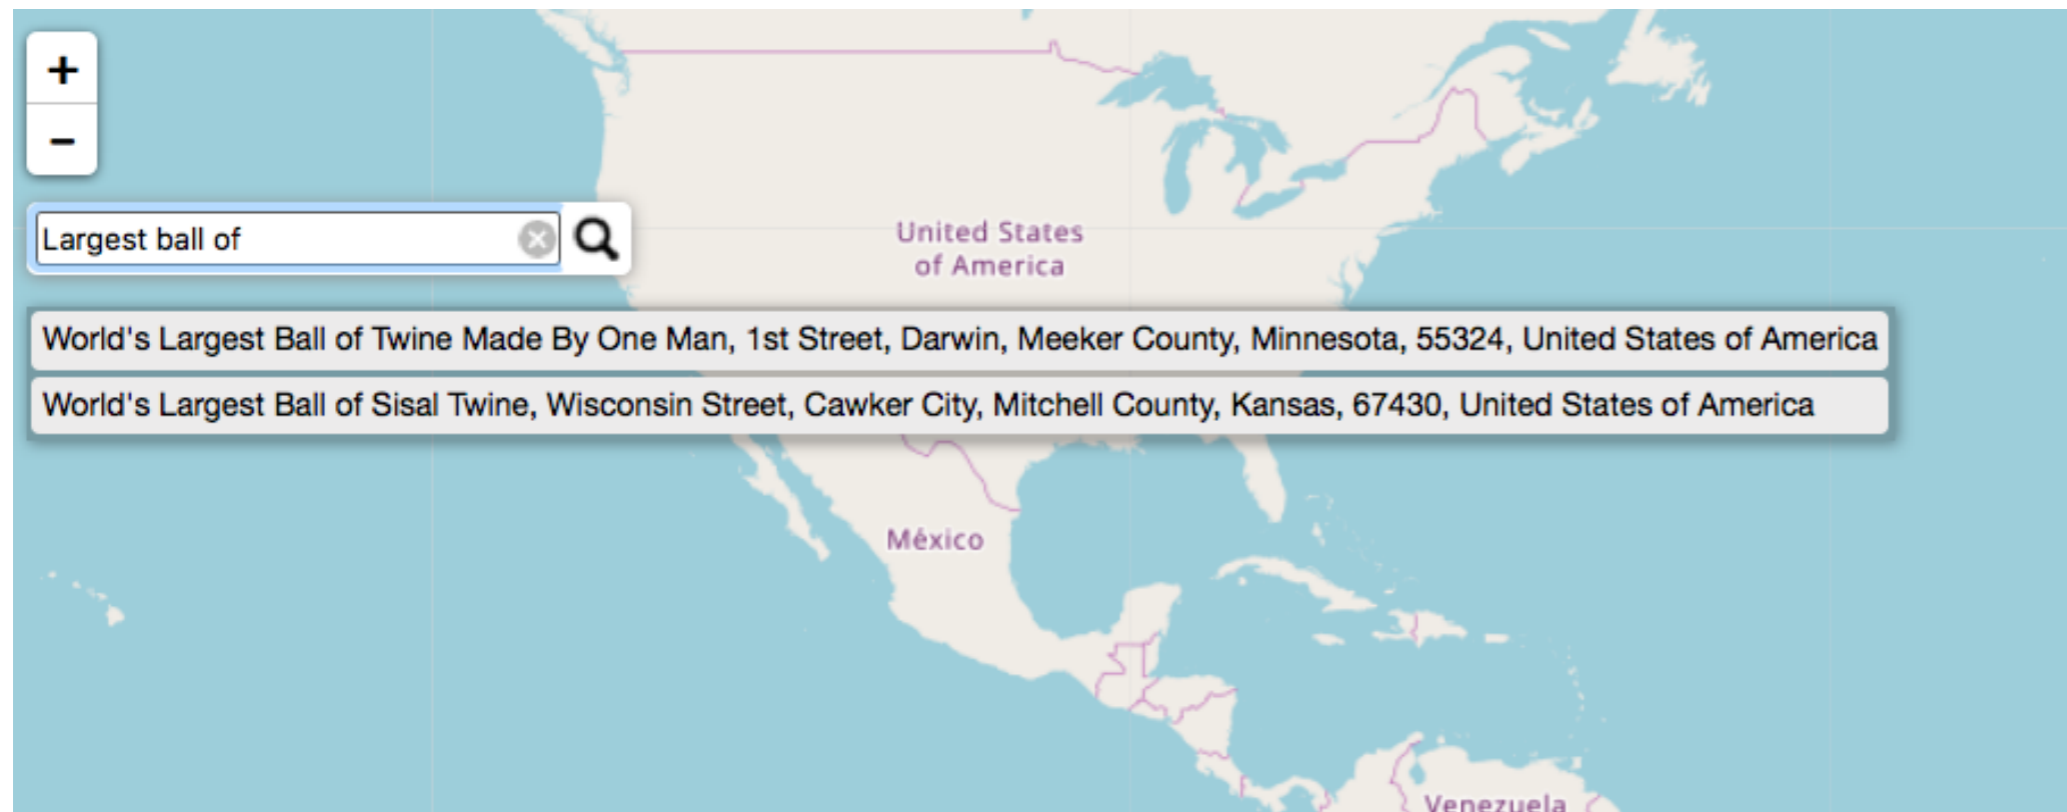 +
−
Largest ball of
United States
of America
World's Largest Ball of Twine Made By One Man, 1st Street, Darwin, Meeker County, Minnesota, 55324, United States of America
World's Largest Ball of Sisal Twine, Wisconsin Street, Cawker City, Mitchell County, Kansas, 67430, United States of America
México
Venezuela